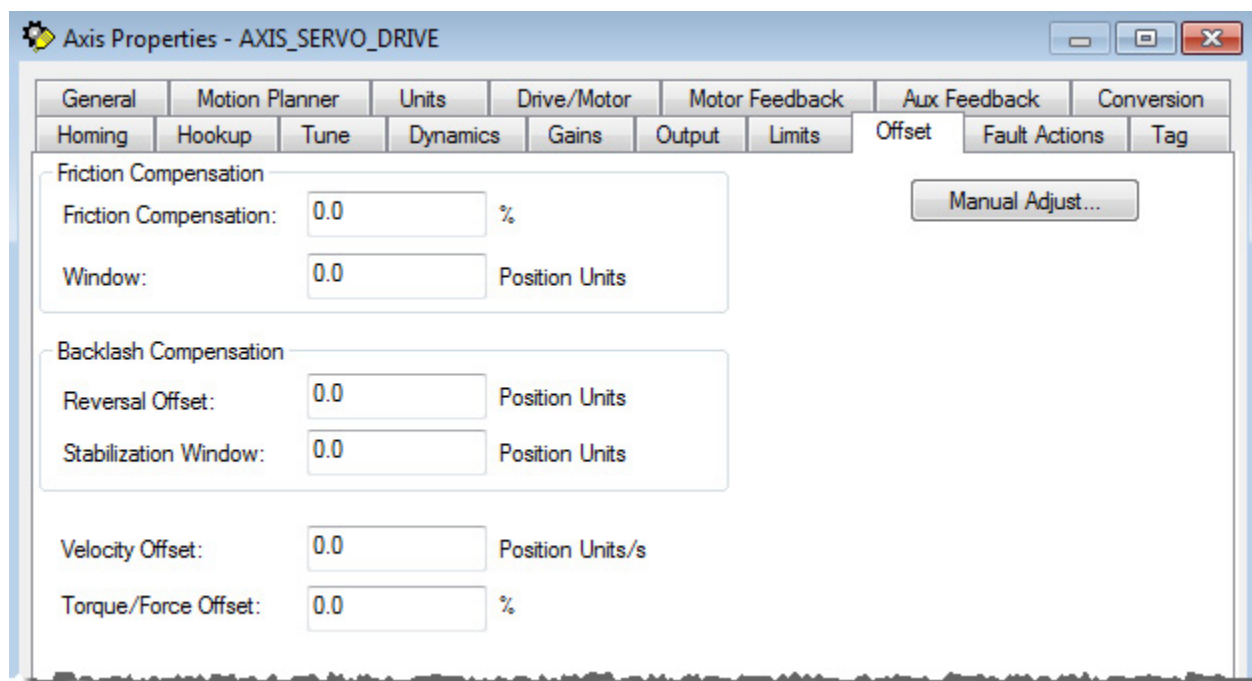 Axis Properties - AXIS_SERVO_DRIVE
General Motion Planner Units Drive/Motor Motor Feedback Aux Feedback Conversion
Homing Hookup Tune Dynamics Gains Output Limits Offset Fault Actions Tag
Friction Compensation
Manual Adjust...
Friction Compensation: 0.0 %
Window: 0.0 Position Units
Backlash Compensation
Reversal Offset: 0.0 Position Units
Stabilization Window: 0.0 Position Units
Velocity Offset: 0.0 Position Units/s
Torque/Force Offset: 0.0 %